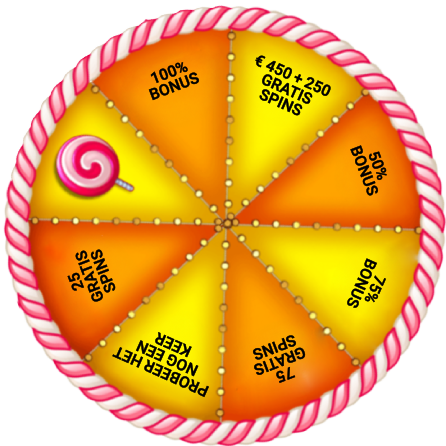 100%
BONUS
€ 450 + 250
GRATIS
SPINS
50%
BONUS
75%
BONUS
75
GRATIS
SPINS
PROBEER HET
NOG EEN
KEER
25
GRATIS
SPINS